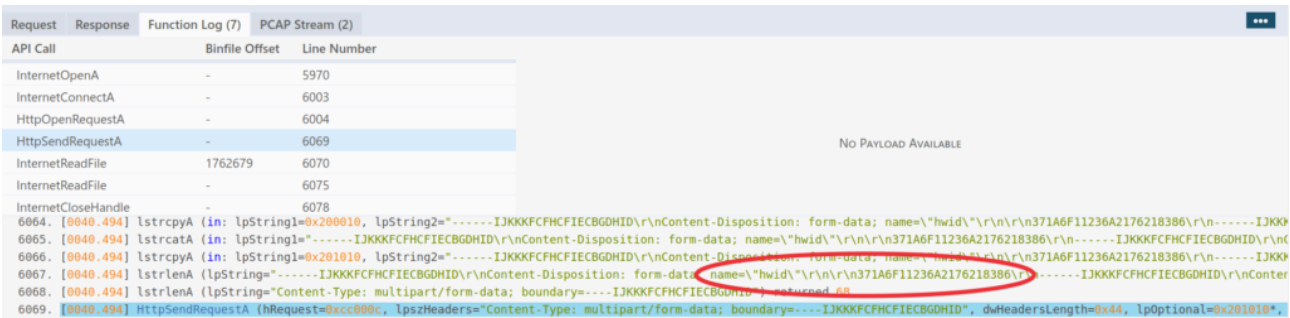 Request Response Function Log (7) PCAP Stream (2)
API Call Binfile Offset Line Number
InternetOpenA - 5970
InternetConnectA - 6003
HttpOpenRequestA - 6004
HttpSendRequestA - 6069
InternetReadFile 1762679 6070
InternetReadFile - 6075
InternetCloseHandle - 6078
No Payload Available
6064. [0040.494] lstrcpyA (in: lpString1=0x200010, lpString2="------IJKKKFCFHCFIECBGDHID\r\nContent-Disposition: form-data; name=\"hwid\"\r\n\r\n371A6F11236A2176218386\r\n------IJKK
6065. [0040.494] lstrcatA (in: lpString1="------IJKKKFCFHCFIECBGDHID\r\nContent-Disposition: form-data; name=\"hwid\"\r\n\r\n371A6F11236A2176218386\r\n------IJKKKFCFHCFIECBGDHID\r\nC
6066. [0040.494] lstrcpyA (in: lpString1=0x201010, lpString2="------IJKKKFCFHCFIECBGDHID\r\nContent-Disposition: form-data; name=\"hwid\"\r\n\r\n371A6F11236A2176218386\r\n------IJKK
6067. [0040.494] lstrlenA (lpString="------IJKKKFCFHCFIECBGDHID\r\nContent-Disposition: form-data; name=\"hwid\"\r\n\r\n371A6F11236A2176218386\r\n------IJKKKFCFHCFIECBGDHID\r\nConten
6068. [0040.494] lstrlenA (lpString="Content-Type: multipart/form-data; boundary=----IJKKKFCFHCFIECBGDHID") returned 68
6069. [0040.494] HttpSendRequestA (hRequest=0xcc000c, lpszHeaders="Content-Type: multipart/form-data; boundary=----IJKKKFCFHCFIECBGDHID", dwHeadersLength=0x44, lpOptional=0x201010*,